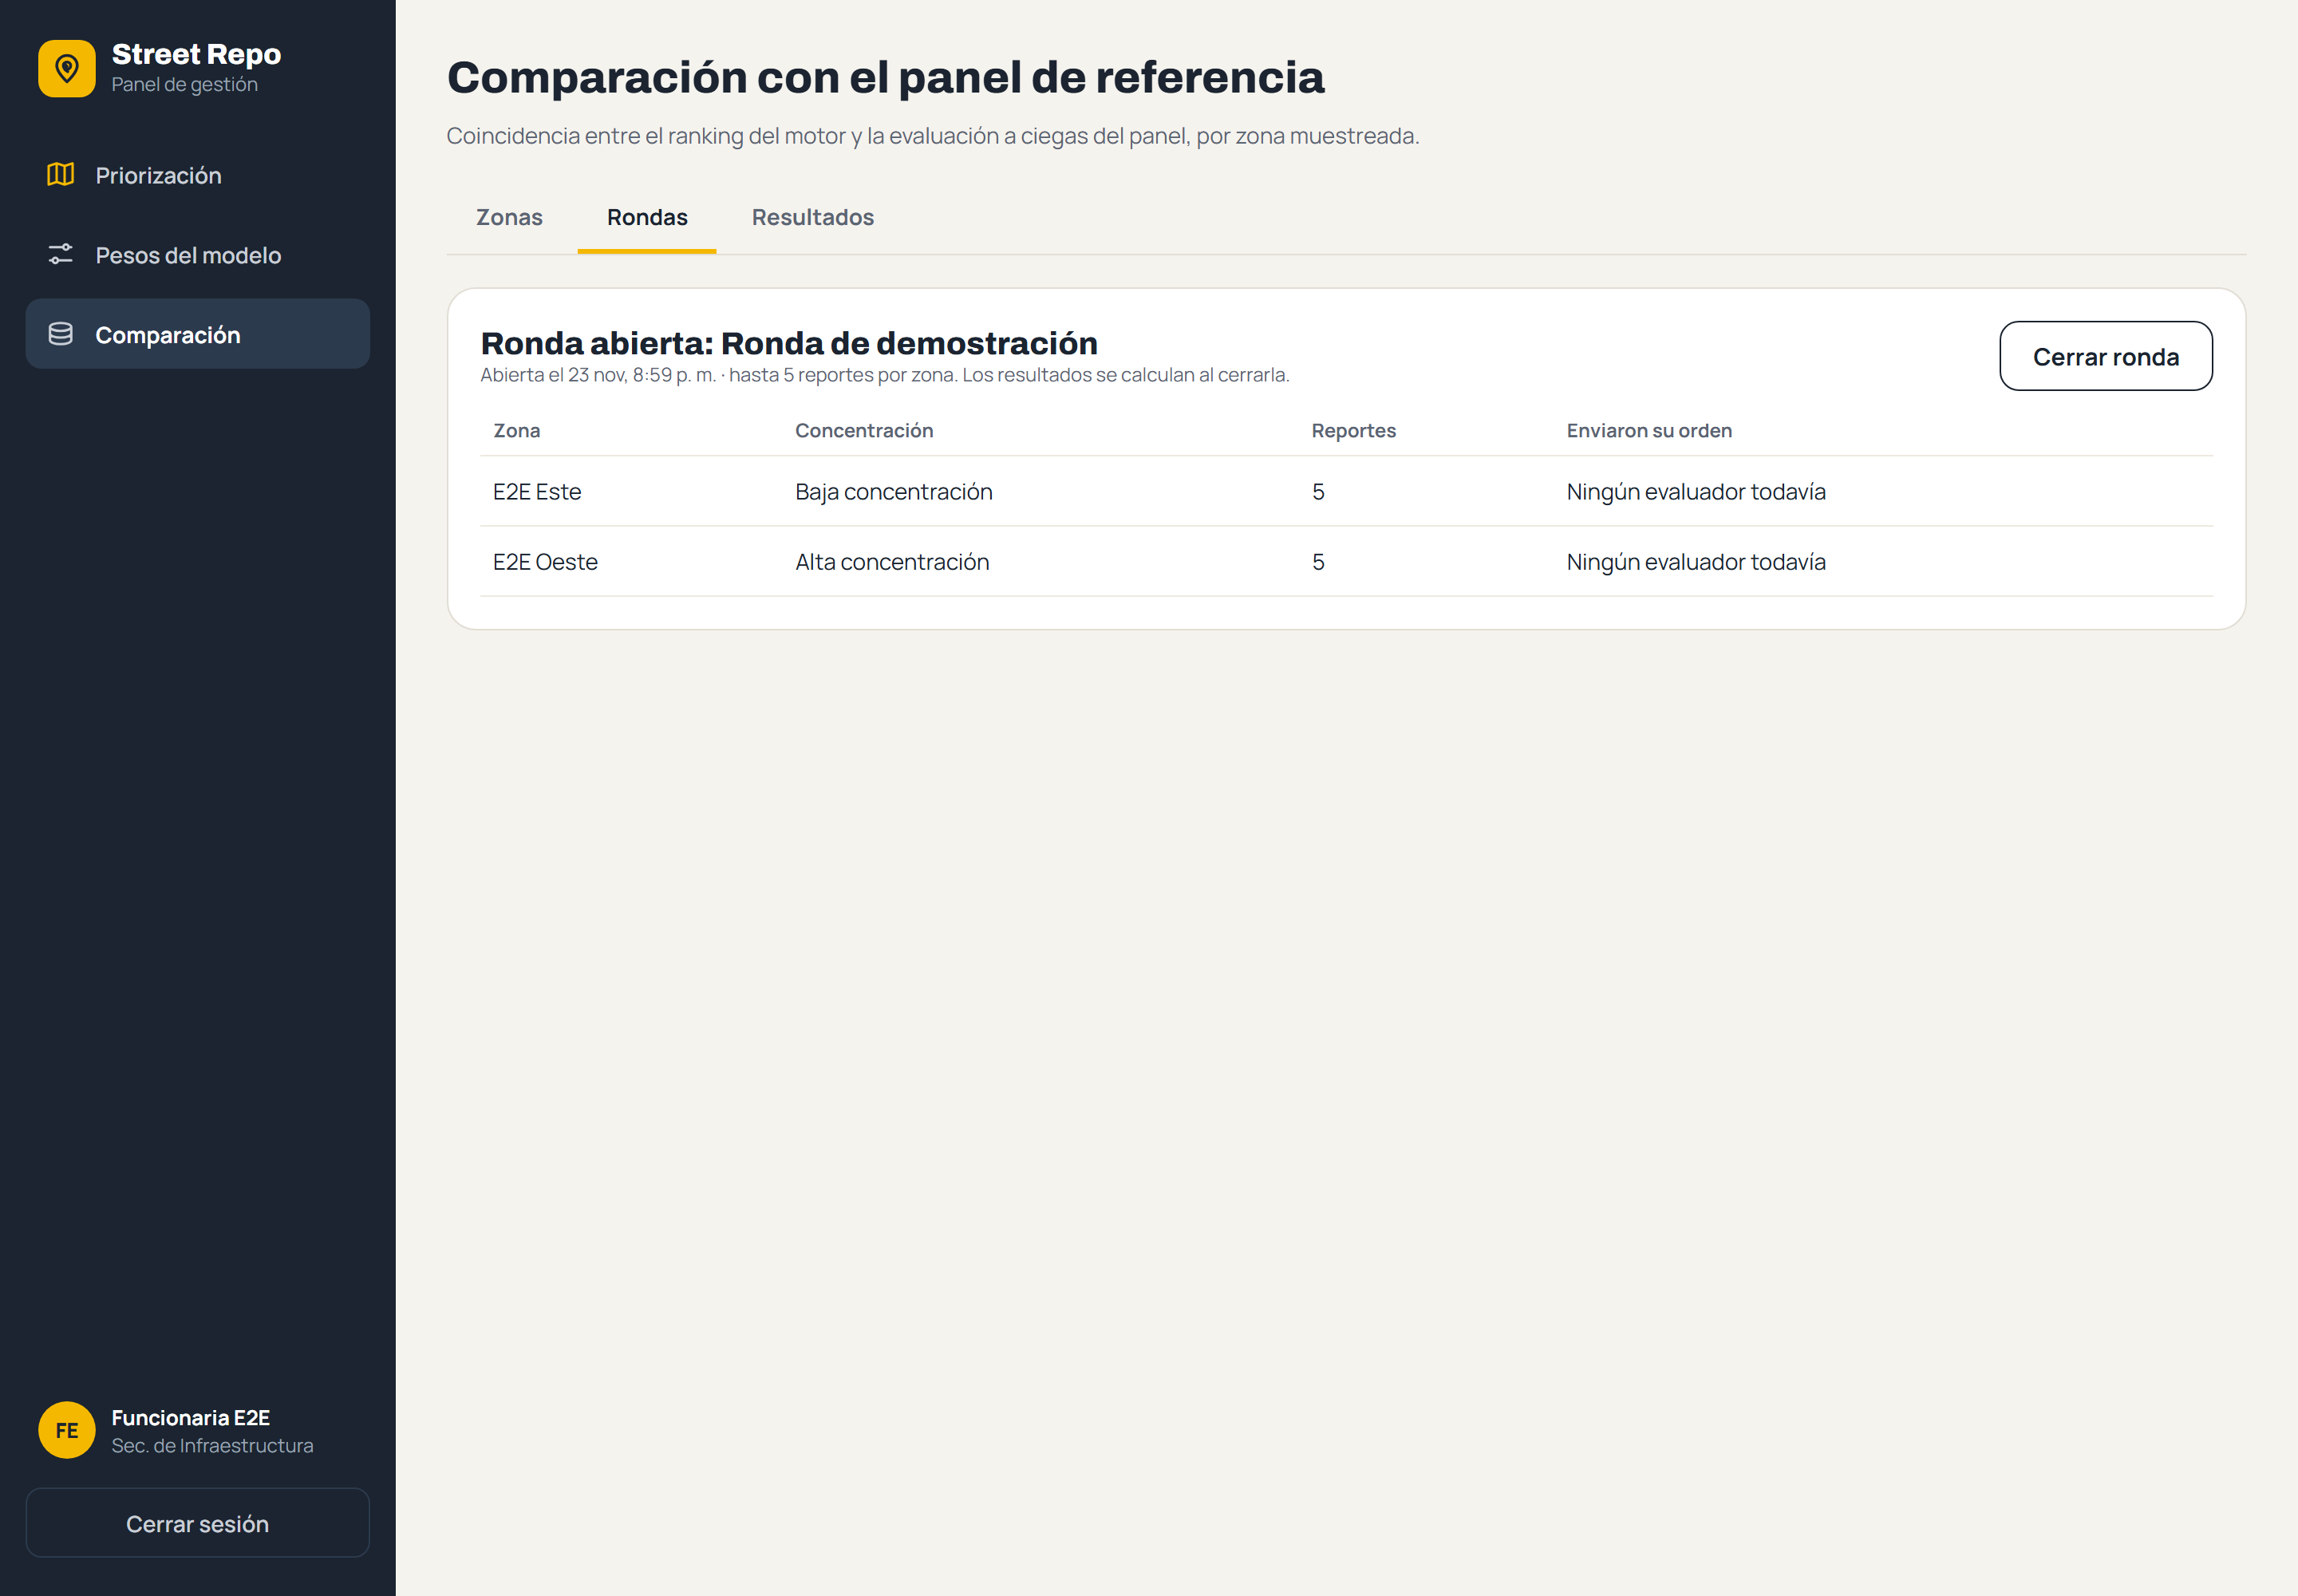 Street Repo
Panel de gestión
Priorización
Pesos del modelo
Comparación
Funcionaria E2E
FE
Sec. de Infraestructura
Cerrar sesión
Comparación con el panel de referencia
Coincidencia entre el ranking del motor y la evaluación a ciegas del panel, por zona muestreada.
Zonas Rondas Resultados
Ronda abierta: Ronda de demostración
Abierta el 23 nov, 8:59 p. m. · hasta 5 reportes por zona. Los resultados se calculan al cerrarla.
Cerrar ronda
Zona Concentración Reportes Enviaron su orden
E2E Este Baja concentración 5 Ningún evaluador todavía
E2E Oeste Alta concentración 5 Ningún evaluador todavía